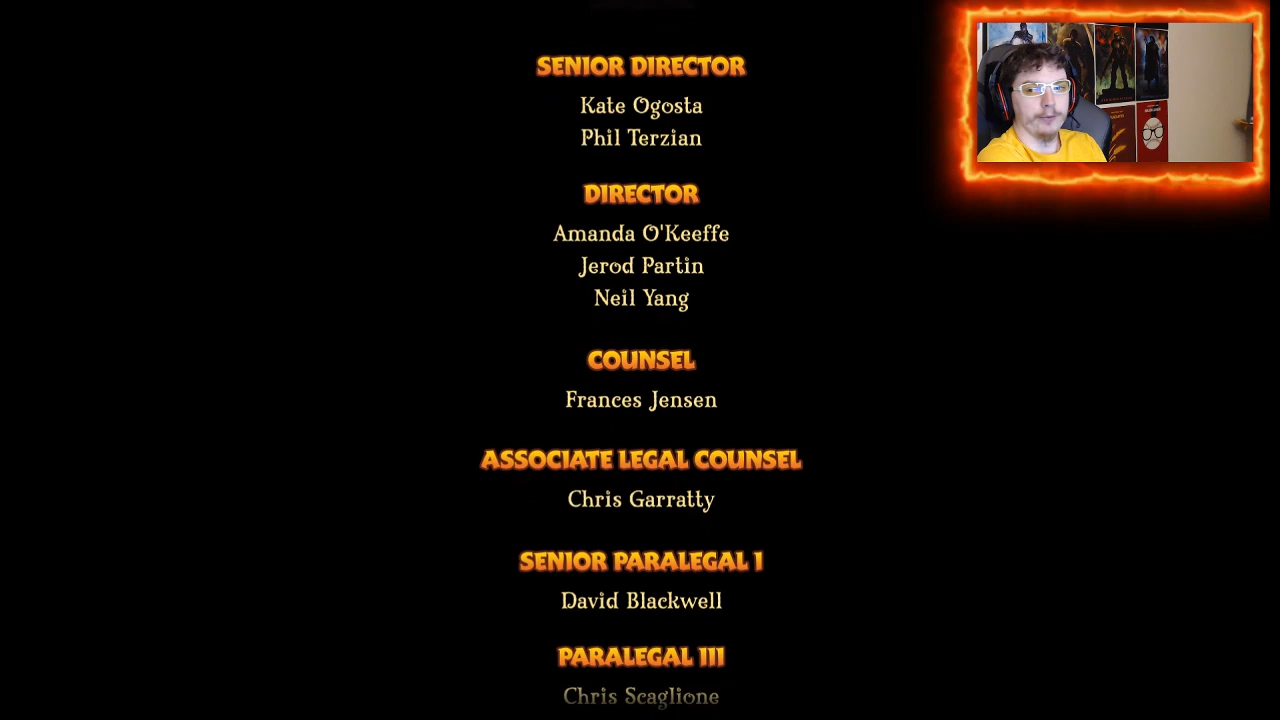 SENIOR DIRECTOR
Kate Ogosta
Phil Terzian
DIRECTOR
Amanda O'Keeffe
Jerod Partin
Neil Yang
COUNSEL
Frances Jensen
ASSOCIATE LEGAL COUNSEL
Chris Garratty
SENIOR PARALEGAL I
David Blackwell
PARALEGAL III
Chris Scaglione